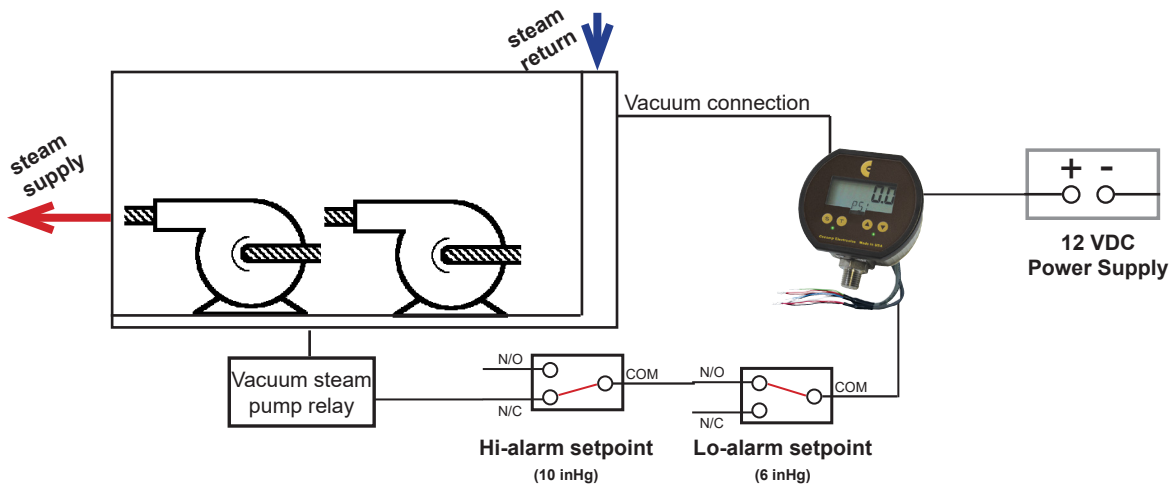 steam
return
Vacuum connection
steam
supply
0.0
PSI
S
T
+ -
12 VDC
Power Supply
Vacuum steam
pump relay
N/O
COM
N/C
N/O
COM
N/C
Hi-alarm setpoint
(10 inHg)
Lo-alarm setpoint
(6 inHg)